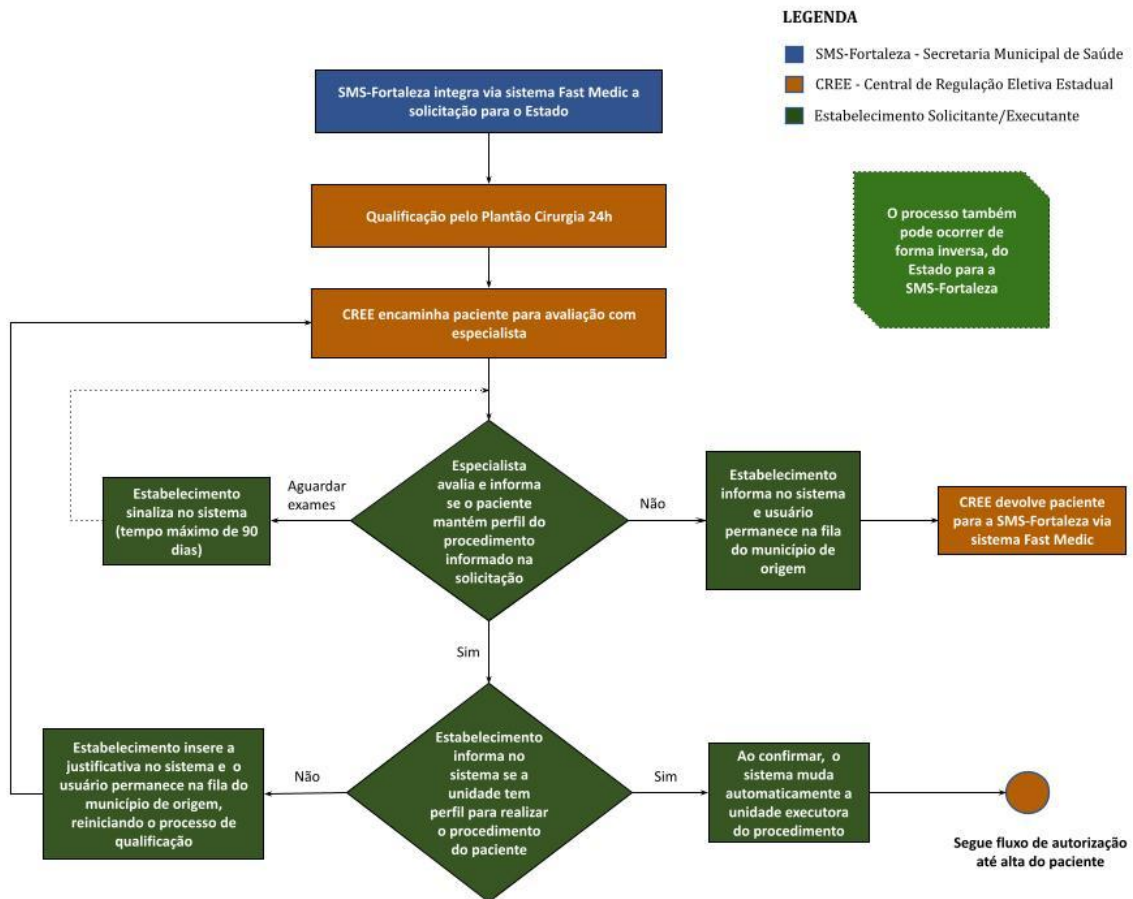 LEGENDA
SMS-Fortaleza - Secretaria Municipal de Saúde
CREE - Central de Regulação Eletiva Estadual
Estabelecimento Solicitante/Executante
SMS-Fortaleza integra via sistema Fast Medic a
solicitação para o Estado
Qualificação pelo Plantão Cirurgia 24h
O processo também
pode ocorrer de
forma inversa, do
Estado para a
SMS-Fortaleza
CREE encaminha paciente para avaliação com
especialista
Estabelecimento
sinaliza no sistema
(tempo máximo de 90
dias)
Aguardar
exames
Especialista
avalia e informa
se o paciente
mantém perfil do
procedimento
informado na
solicitação
Não
Estabelecimento
informa no sistema
e usuário
permanece na fila
do município de
origem
CREE devolve paciente
para a SMS-Fortaleza via
sistema Fast Medic
Sim
Estabelecimento insere a
justificativa no sistema e o
usuário permanece na fila do
município de origem,
reiniciando o processo de
qualificação
Não
Estabelecimento
informa no
sistema se a
unidade tem
perfil para realizar
o procedimento
do paciente
Sim
Ao confirmar, o
sistema muda
automaticamente a
unidade executora
do procedimento
Segue fluxo de autorização
até alta do paciente